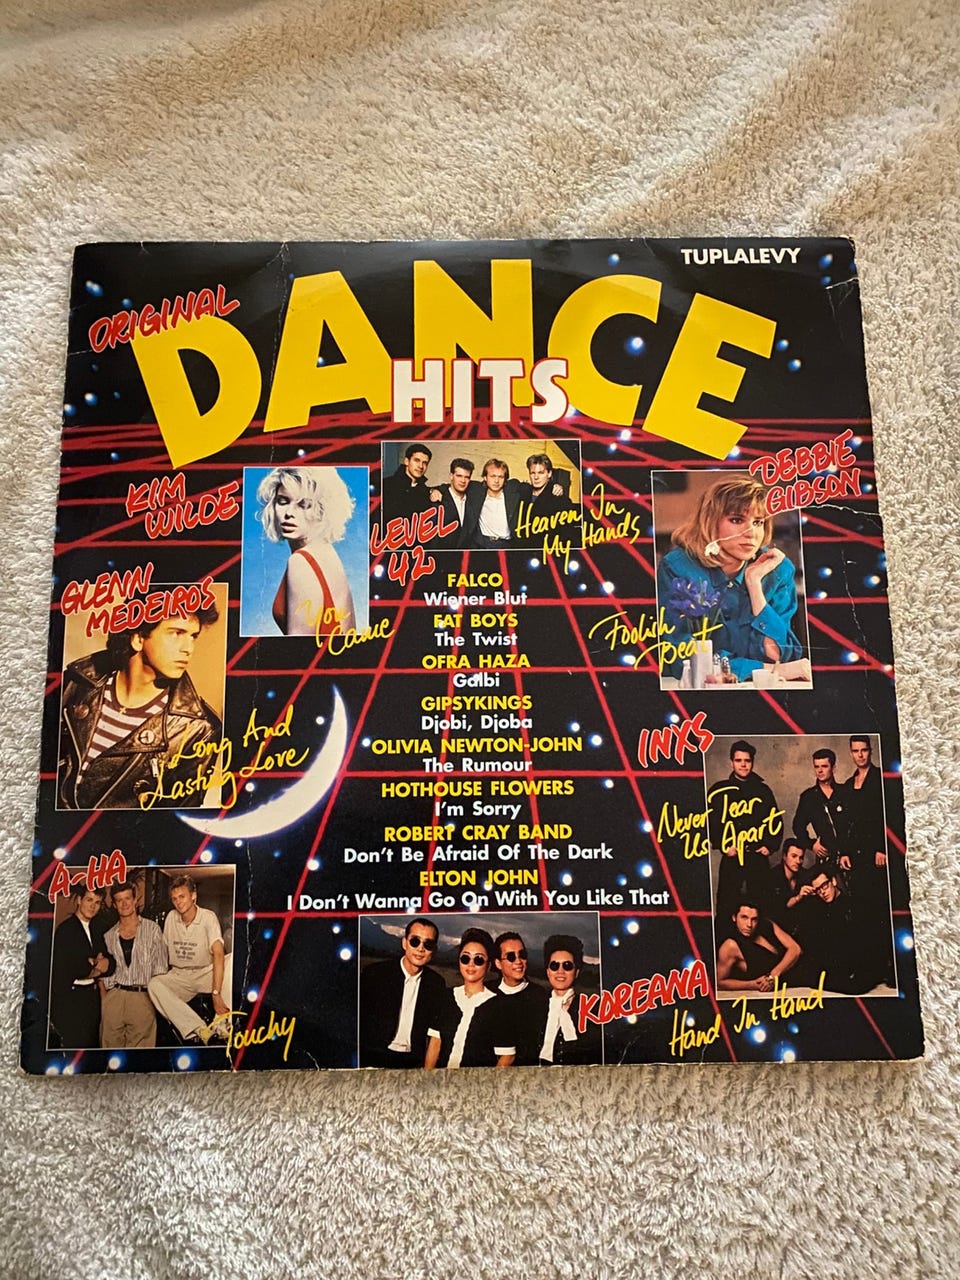 TUPLALEVY
ORIGINAL
DANCE
HITS
KIM
WILDE
You
Came
LEVEL
42
Heaven In
My Hands
DEBBIE
GIBSON
Foolish
Beat
GLENN
MEDEIROS
Long And
Lasting Love
FALCO
Wiener Blut
FAT BOYS
The Twist
OFRA HAZA
Galbi
GIPSYKINGS
Djobi, Djoba
OLIVIA NEWTON-JOHN
The Rumour
HOTHOUSE FLOWERS
I'm Sorry
ROBERT CRAY BAND
Don't Be Afraid Of The Dark
ELTON JOHN
I Don't Wanna Go On With You Like That
INXS
Never Tear
Us Apart
A-HA
Touchy
KOREANA
Hand In Hand